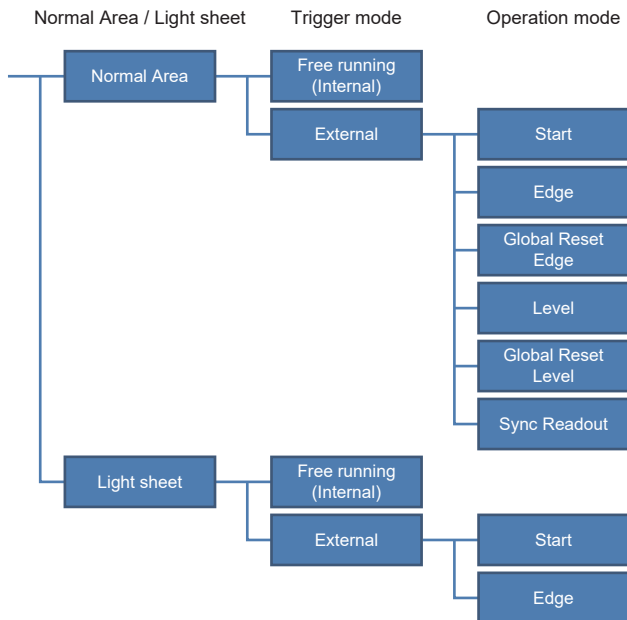 Normal Area / Light sheet
Trigger mode
Operation mode
Normal Area
Free running
(Internal)
External
Start
Edge
Global Reset
Edge
Level
Global Reset
Level
Sync Readout
Light sheet
Free running
(Internal)
External
Start
Edge